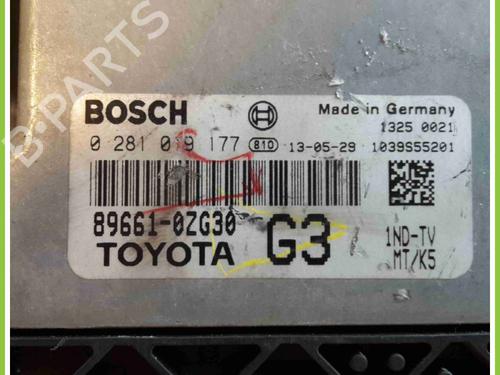 BOSCH
Made in Germany
1325 0021
0 281 019 177 810 13-05-29 1039S55201
89661-0ZG30
TOYOTA
G3
1ND-TV
MT/K5